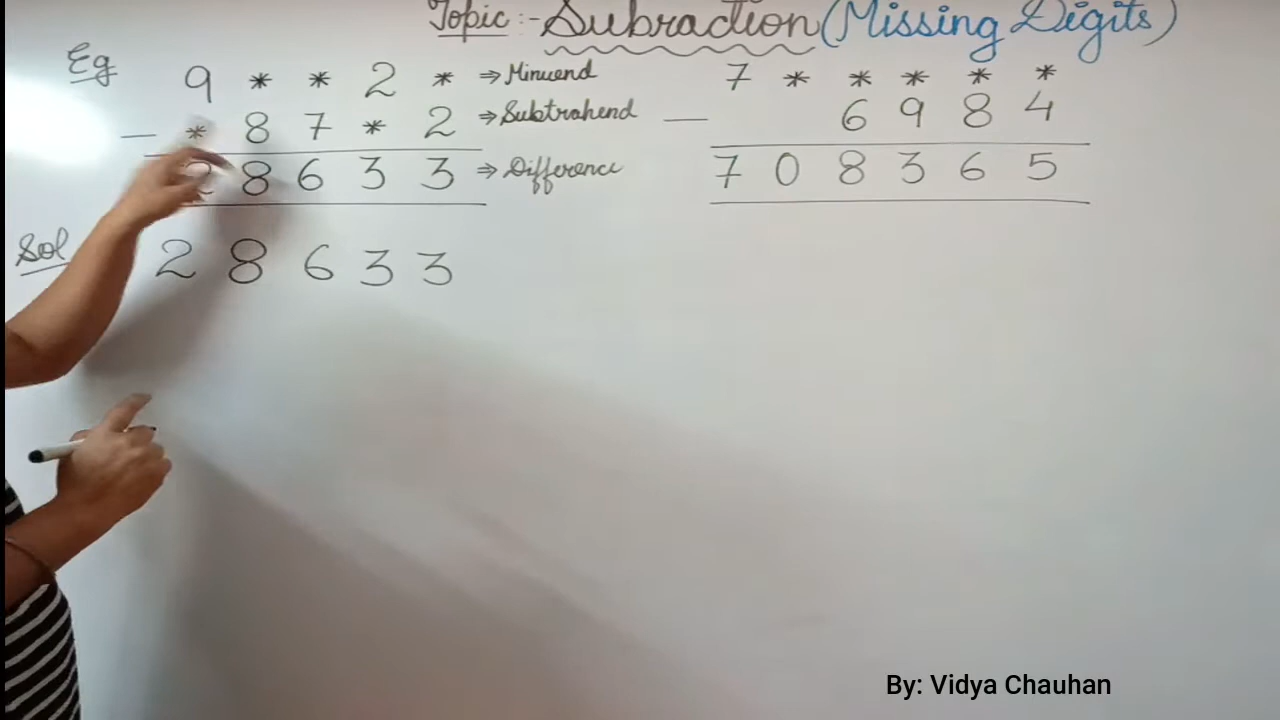 Topic :- Subraction (Missing Digits)
Eg 9 * * 2 * ⇒ Minuend
— * 8 7 * 2 ⇒ Subtrahend
2 8 6 3 3 ⇒ Difference
7 * * * * *
— 6 9 8 4
7 0 8 3 6 5
Sol 2 8 6 3 3
By: Vidya Chauhan